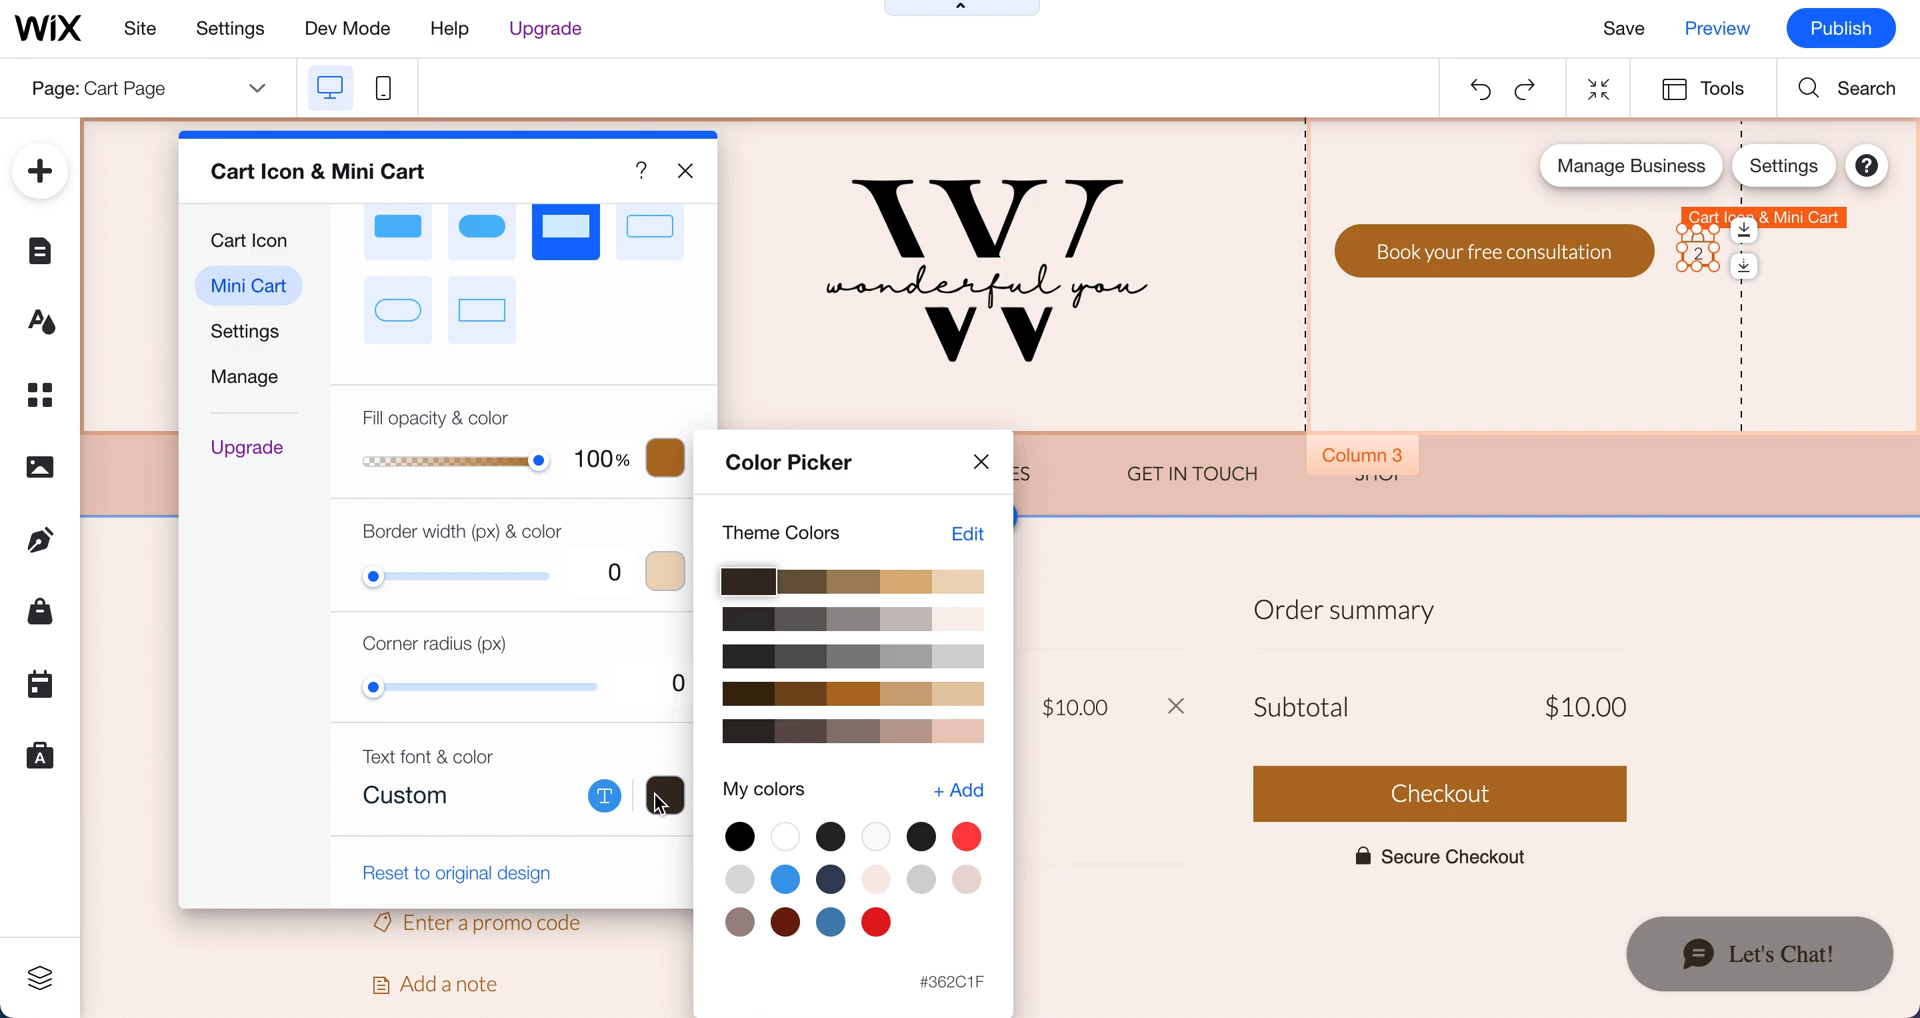 WiX
Site
Settings
Dev Mode
Help
Upgrade
Save
Preview
Publish
Page: Cart Page
Tools
Search
Cart Icon & Mini Cart
?
Cart Icon
Mini Cart
Settings
Manage
Upgrade
Fill opacity & color
100%
Border width (px) & color
0
Corner radius (px)
0
Text font & color
Custom
T
Reset to original design
Enter a promo code
Add a note
Color Picker
Theme Colors
Edit
My colors
+ Add
#362C1F
W
wonderful you
W
Manage Business
Settings
?
Cart Icon & Mini Cart
Book your free consultation
2
Column 3
ES
GET IN TOUCH
SHOP
Order summary
$10.00
Subtotal
$10.00
Checkout
Secure Checkout
Let's Chat!
A
A